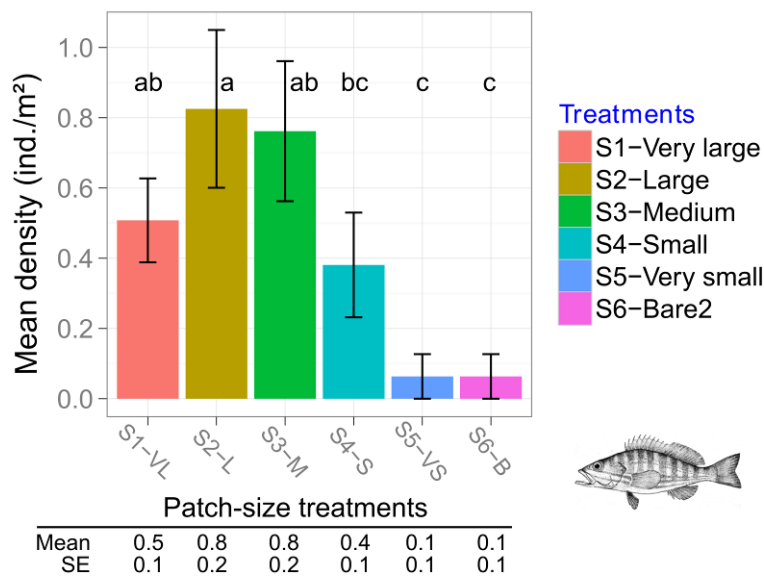 Mean density (ind./m²)
1.0
0.8
0.6
0.4
0.2
0.0
ab a ab bc c c
S1-VL S2-L S3-M S4-S S5-VS S6-B
Patch-size treatments
Mean 0.5 0.8 0.8 0.4 0.1 0.1
SE 0.1 0.2 0.2 0.1 0.1 0.1
Treatments
S1-Very large
S2-Large
S3-Medium
S4-Small
S5-Very small
S6-Bare2